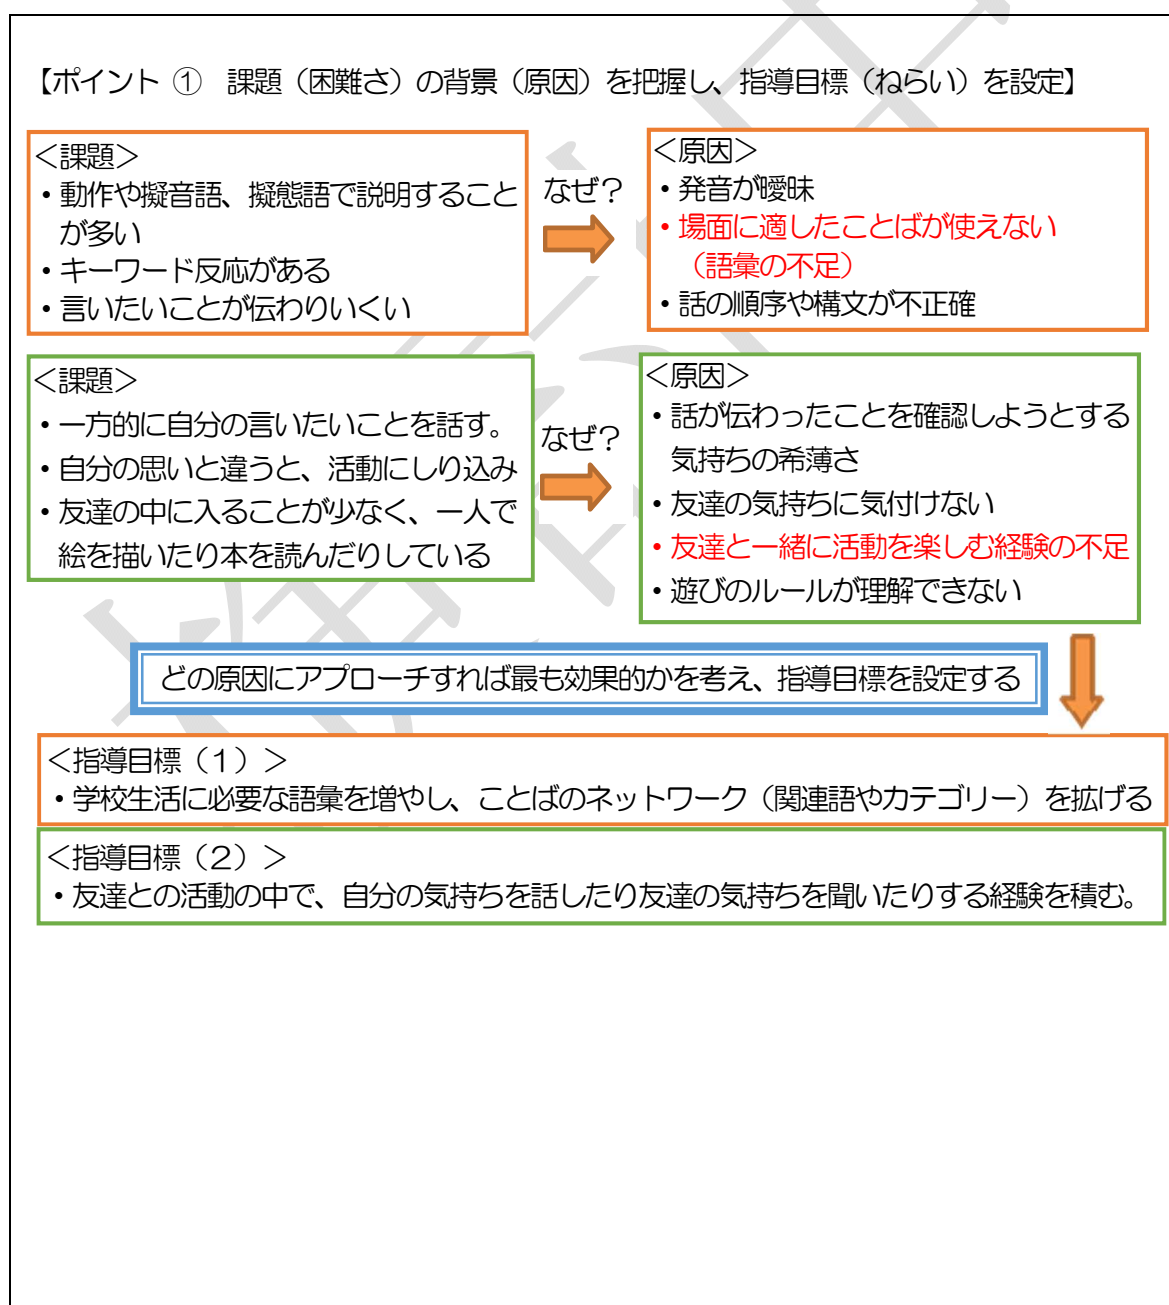 【ポイント ① 課題（困難さ）の背景（原因）を把握し、指導目標（ねらい）を設定】
＜課題＞
・動作や擬音語、擬態語で説明すること
が多い
・キーワード反応がある
・言いたいことが伝わりいくい
なぜ？
＜原因＞
・発音が曖昧
・場面に適したことばが使えない
（語彙の不足）
・話の順序や構文が不正確
＜課題＞
・一方的に自分の言いたいことを話す。
・自分の思いと違うと、活動にしり込み
・友達の中に入ることが少なく、一人で
絵を描いたり本を読んだりしている
なぜ？
＜原因＞
・話が伝わったことを確認しようとする
気持ちの希薄さ
・友達の気持ちに気付けない
・友達と一緒に活動を楽しむ経験の不足
・遊びのルールが理解できない
どの原因にアプローチすれば最も効果的かを考え、指導目標を設定する
＜指導目標（１）＞
・学校生活に必要な語彙を増やし、ことばのネットワーク（関連語やカテゴリー）を拡げる
＜指導目標（２）＞
・友達との活動の中で、自分の気持ちを話したり友達の気持ちを聞いたりする経験を積む。